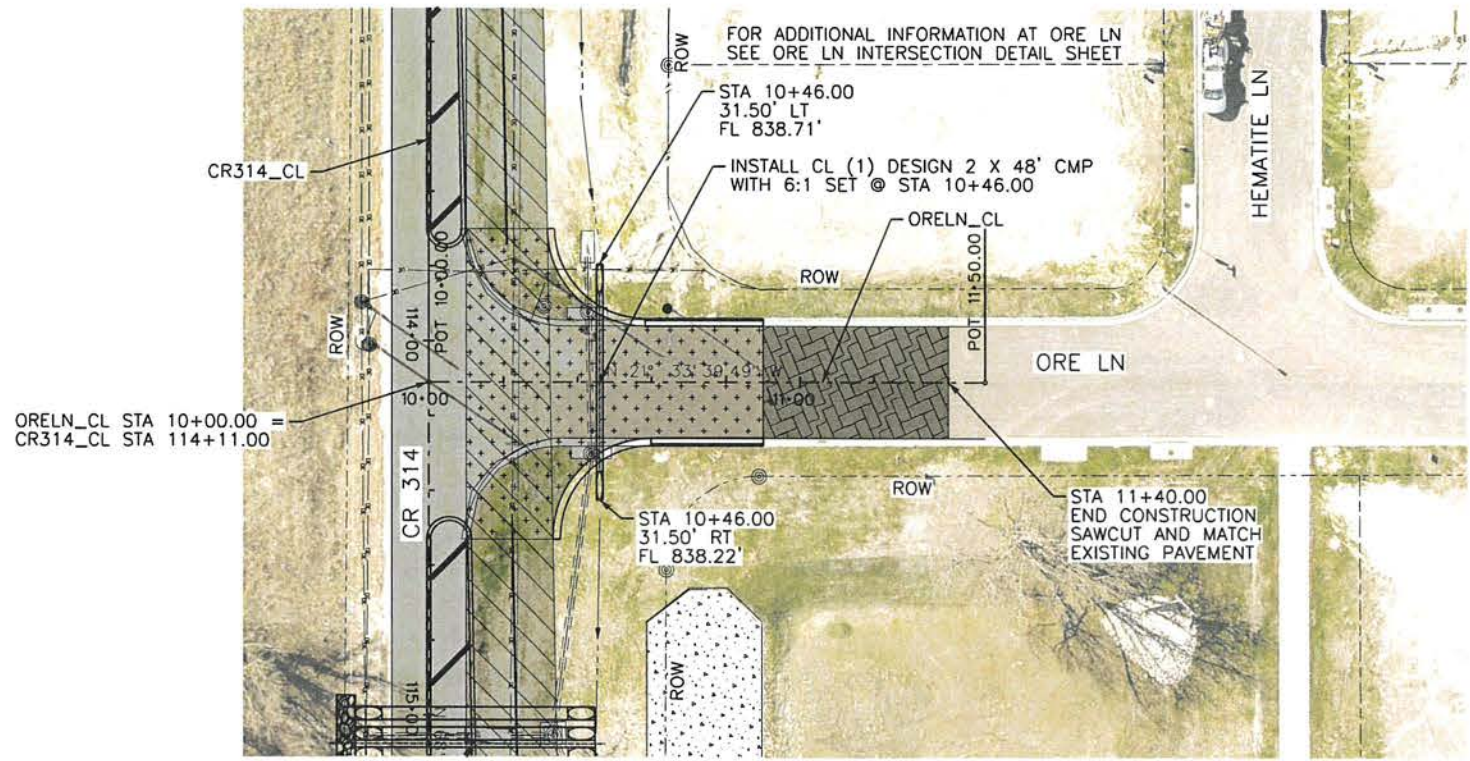 FOR ADDITIONAL INFORMATION AT ORE LN
SEE ORE LN INTERSECTION DETAIL SHEET
ROW
STA 10+46.00
31.50' LT
FL 838.71'
HEMATITE LN
CR314_CL
INSTALL CL (1) DESIGN 2 X 48' CMP
WITH 6:1 SET @ STA 10+46.00
ORELN_CL
POT 10+00.00
POT 11+50.00
ROW
ROW
114+00
ORE LN
10+00
11+00
ORELN_CL STA 10+00.00 =
CR314_CL STA 114+11.00
CR 314
ROW
STA 11+40.00
END CONSTRUCTION
SAWCUT AND MATCH
EXISTING PAVEMENT
STA 10+46.00
31.50' RT
FL 838.22'
ROW
115+00